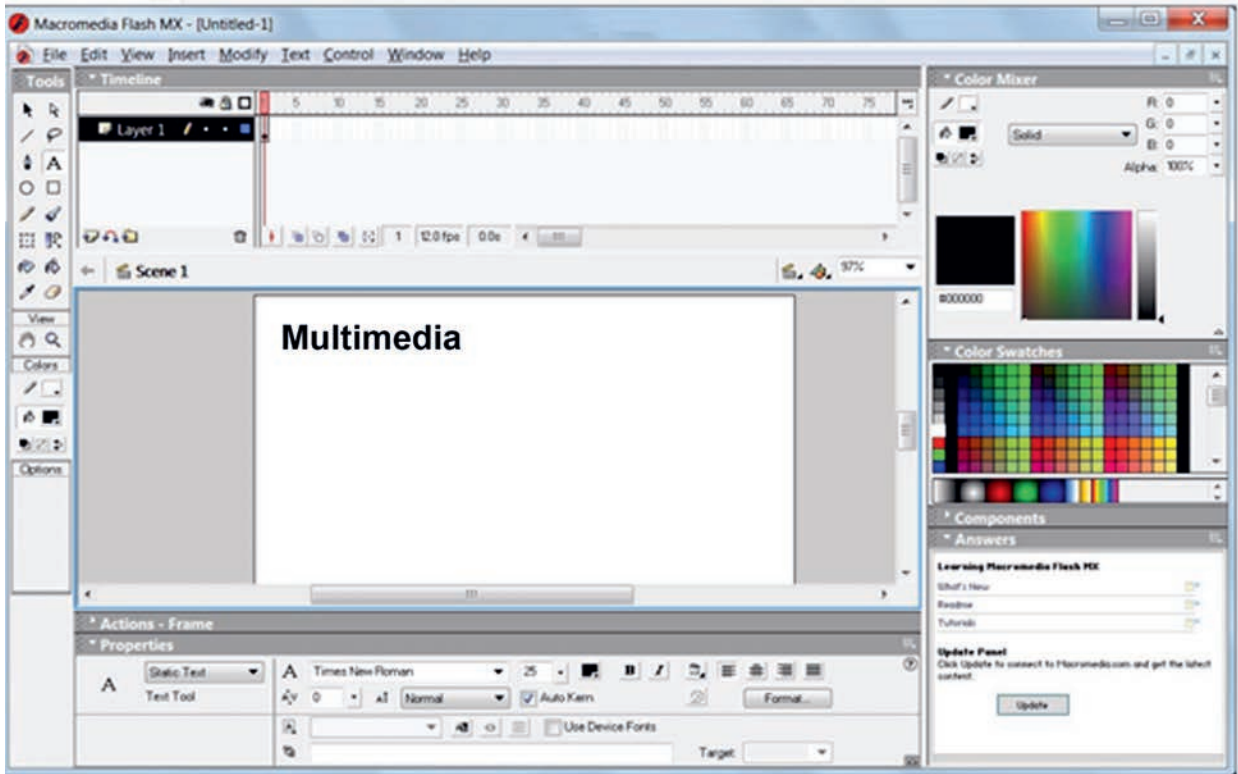 Macromedia Flash MX - [Untitled-1]
File Edit View Insert Modify Text Control Window Help
Tools
Timeline
5 10 15 20 25 30 35 40 45 50 55 60 65 70 75
Layer 1
1 12.0 fps 0.0s
Scene 1
97%
View
Colors
Options
Multimedia
Actions - Frame
Properties
Static Text
A Times New Roman 25 B I
A
Text Tool
0 Normal Auto Kern Format...
Use Device Fonts
Target:
Color Mixer
R: 0
G: 0
Solid
B: 0
Alpha: 100%
#000000
Color Swatches
Components
Answers
Learning Macromedia Flash MX
What's New
Readme
Tutorials
Update Panel
Click Update to connect to Macromedia.com and get the latest
content.
Update